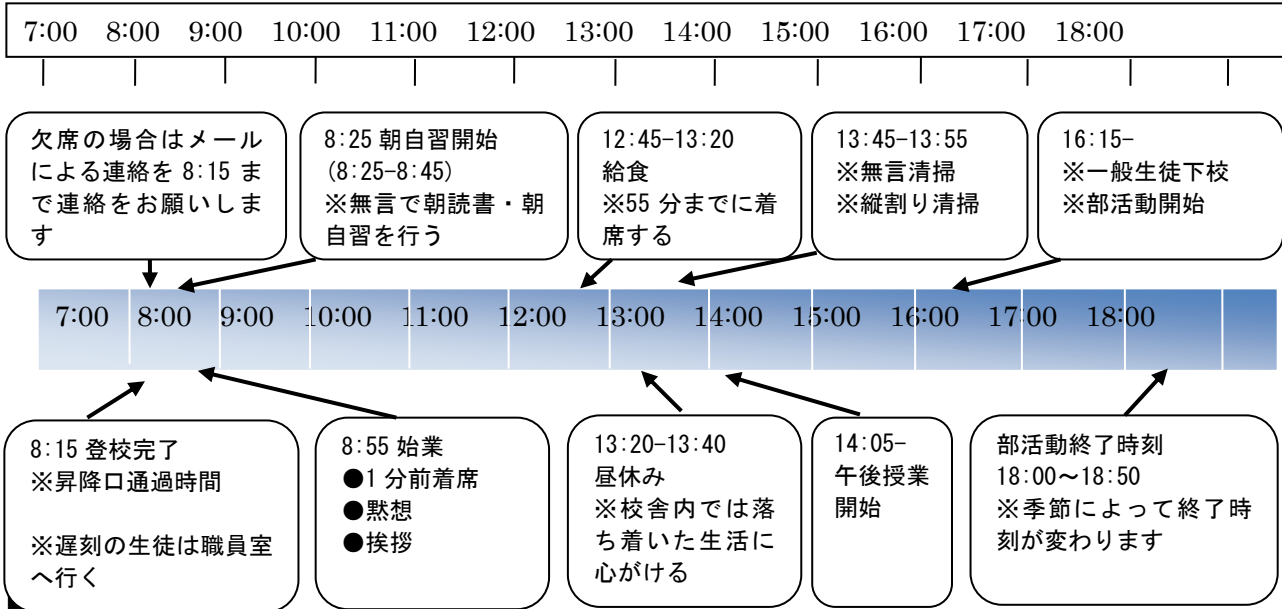 7:00 8:00 9:00 10:00 11:00 12:00 13:00 14:00 15:00 16:00 17:00 18:00
欠席の場合はメール
による連絡を 8:15 ま
で連絡をお願いしま
す
8:25 朝自習開始
(8:25-8:45)
※無言で朝読書・朝
自習を行う
12:45-13:20
給食
※55 分までに着
席する
13:45-13:55
※無言清掃
※縦割り清掃
16:15-
※一般生徒下校
※部活動開始
7:00 8:00 9:00 10:00 11:00 12:00 13:00 14:00 15:00 16:00 17:00 18:00
8:15 登校完了
※昇降口通過時間
※遅刻の生徒は職員室
へ行く
8:55 始業
●1 分前着席
●黙想
●挨拶
13:20-13:40
昼休み
※校舎内では落
ち着いた生活に
心がける
14:05-
午後授業
開始
部活動終了時刻
18:00～18:50
※季節によって終了時
刻が変わります